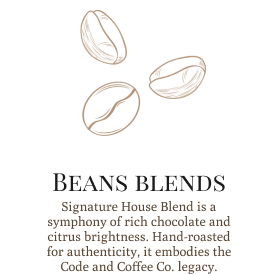 Beans blends
Signature House Blend is a
symphony of rich chocolate and
citrus brightness. Hand-roasted
for authenticity, it embodies the
Code and Coffee Co. legacy.